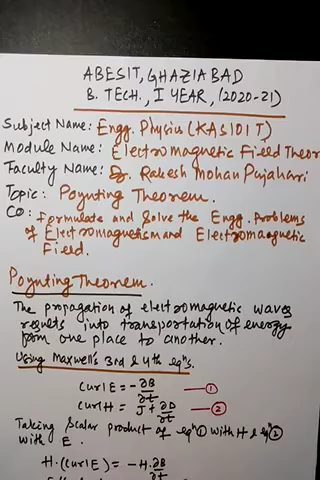 ABESIT, GHAZIABAD
B. TECH., I YEAR, (2020-21)
Subject Name: Engg. Physics (KAS101T)
Module Name: Electromagnetic Field Theor
Faculty Name: Dr. Rakesh Mohan Pujahari
Topic: Poynting Theorem.
CO: Formulate and Solve the Engg. Problems
of Electromagnetism and Electromagnetic
Field.
Poynting Theorem.
The propagation of electromagnetic waves
results into transportation of energy
from one place to another.
Using Maxwell's 3rd & 4th eqns.
Curl E = -∂B/∂t — ①
Curl H = J + ∂D/∂t — ②
Taking Scalar product of eqn ① with H & eqn ②
with E.
H·(Curl E) = -H·∂B/∂t